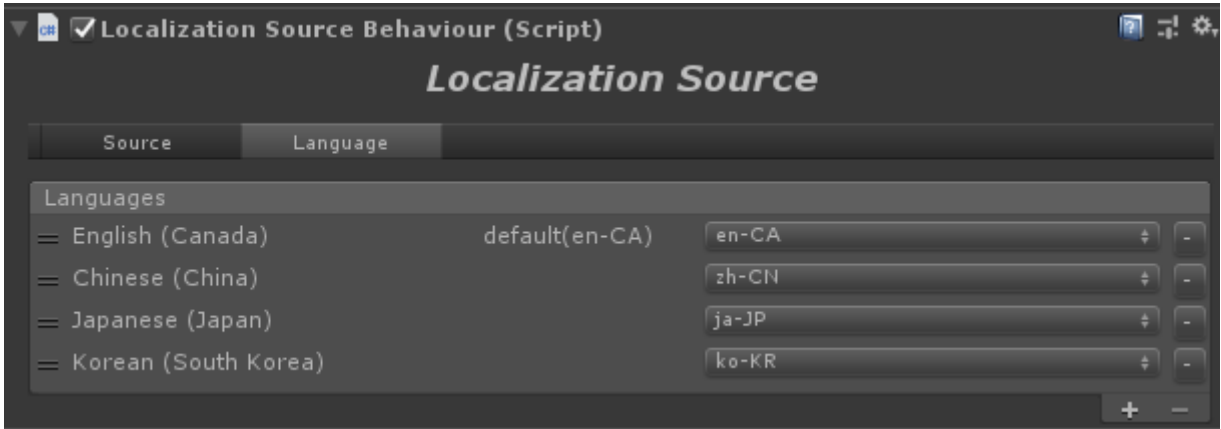 Localization Source Behaviour (Script)
Localization Source
Source Language
Languages
English (Canada) default(en-CA) en-CA -
Chinese (China) zh-CN -
Japanese (Japan) ja-JP -
Korean (South Korea) ko-KR -
+ −